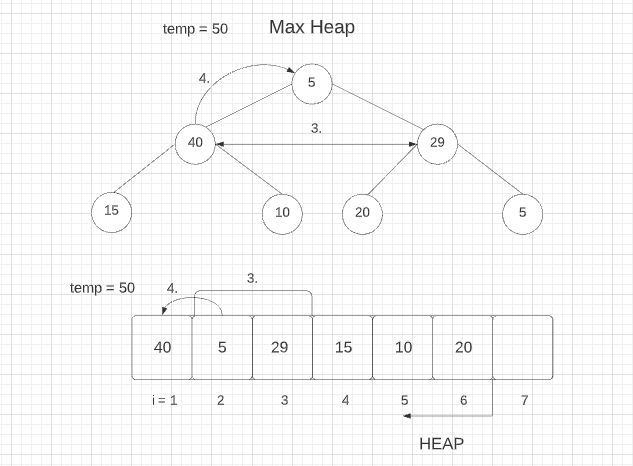 temp = 50 Max Heap
4.
5
3.
40 29
15 10 20 5
3.
temp = 50 4.
40 5 29 15 10 20
i = 1 2 3 4 5 6 7
HEAP